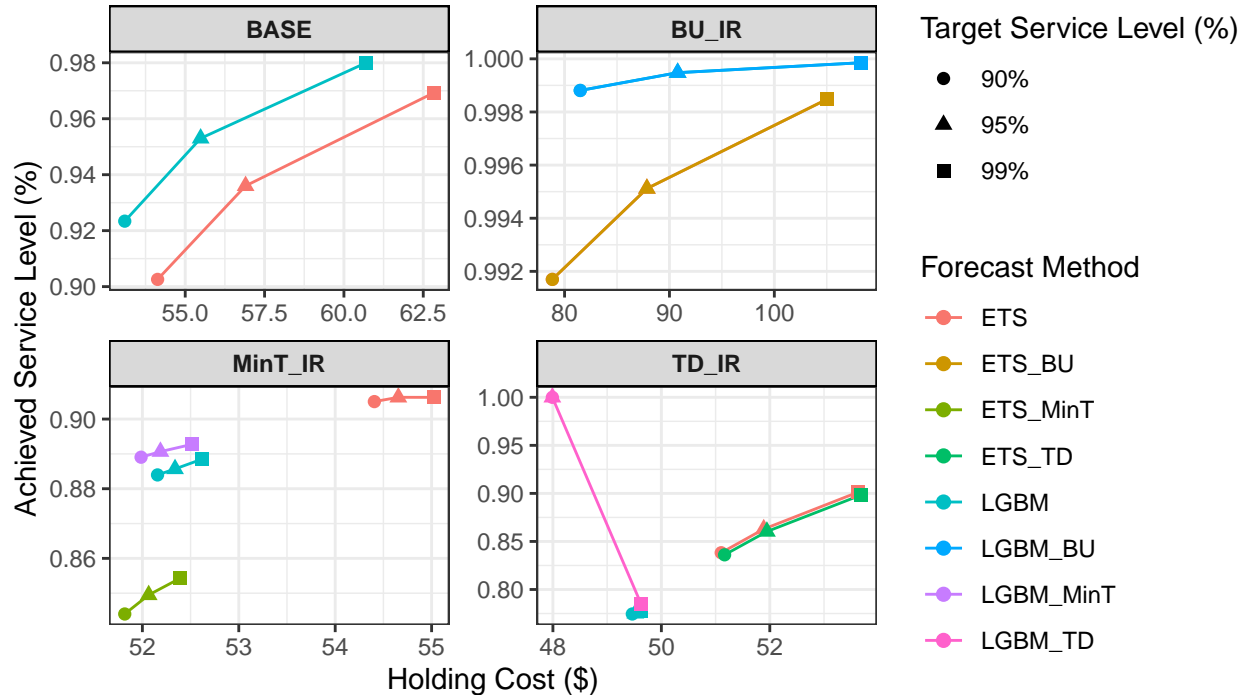 BASE
BU_IR
0.98
0.96
0.94
0.92
0.90
55.0
57.5
60.0
62.5
1.000
0.998
0.996
0.994
0.992
80
90
100
MinT_IR
TD_IR
0.90
0.88
0.86
52
53
54
55
1.00
0.95
0.90
0.85
0.80
48
50
52
Achieved Service Level (%)
Holding Cost ($)
Target Service Level (%)
90%
95%
99%
Forecast Method
ETS
ETS_BU
ETS_MinT
ETS_TD
LGBM
LGBM_BU
LGBM_MinT
LGBM_TD